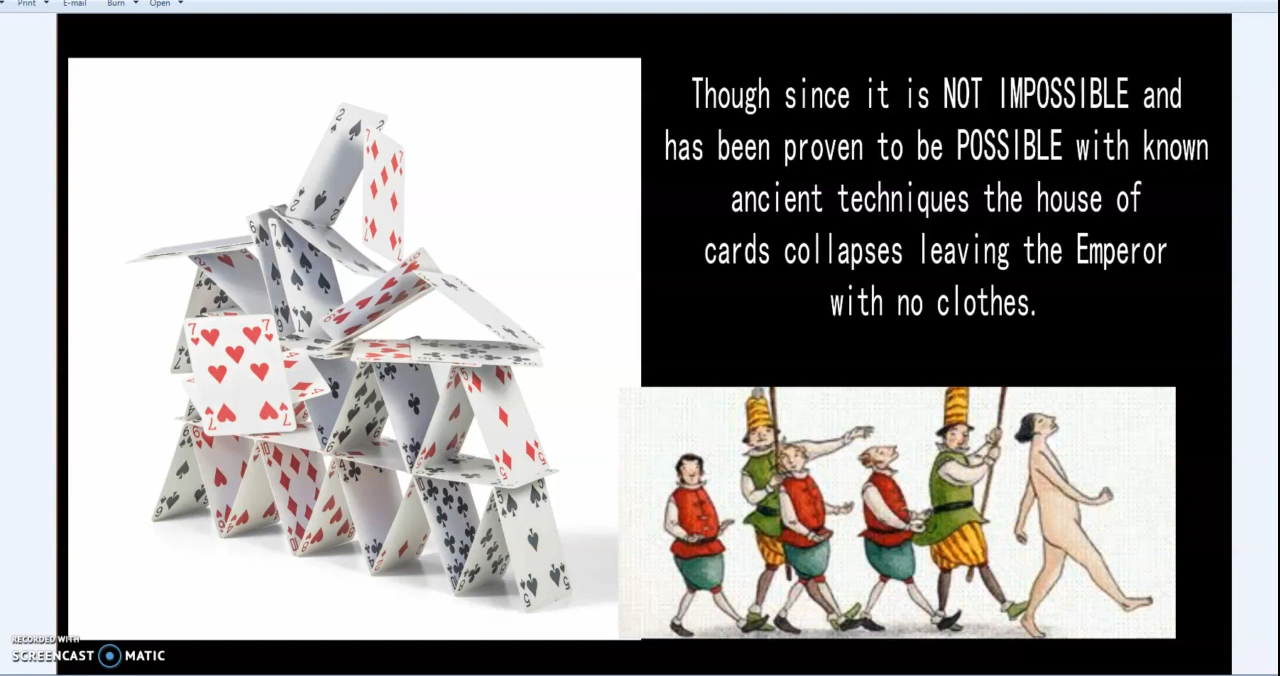 Print E-mail Burn Open
Though since it is NOT IMPOSSIBLE and
has been proven to be POSSIBLE with known
ancient techniques the house of
cards collapses leaving the Emperor
with no clothes.
RECORDED WITH
SCREENCAST MATIC